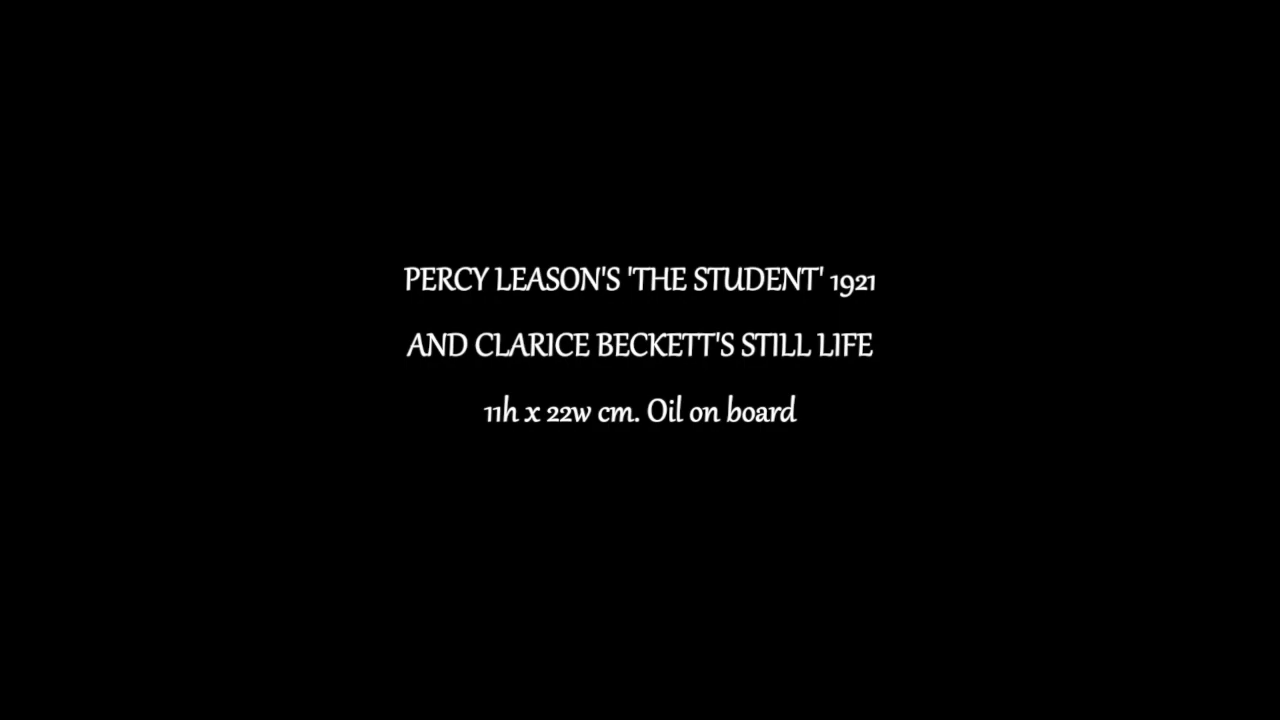 PERCY LEASON'S 'THE STUDENT' 1921
AND CLARICE BECKETT'S STILL LIFE
11h x 22w cm. Oil on board